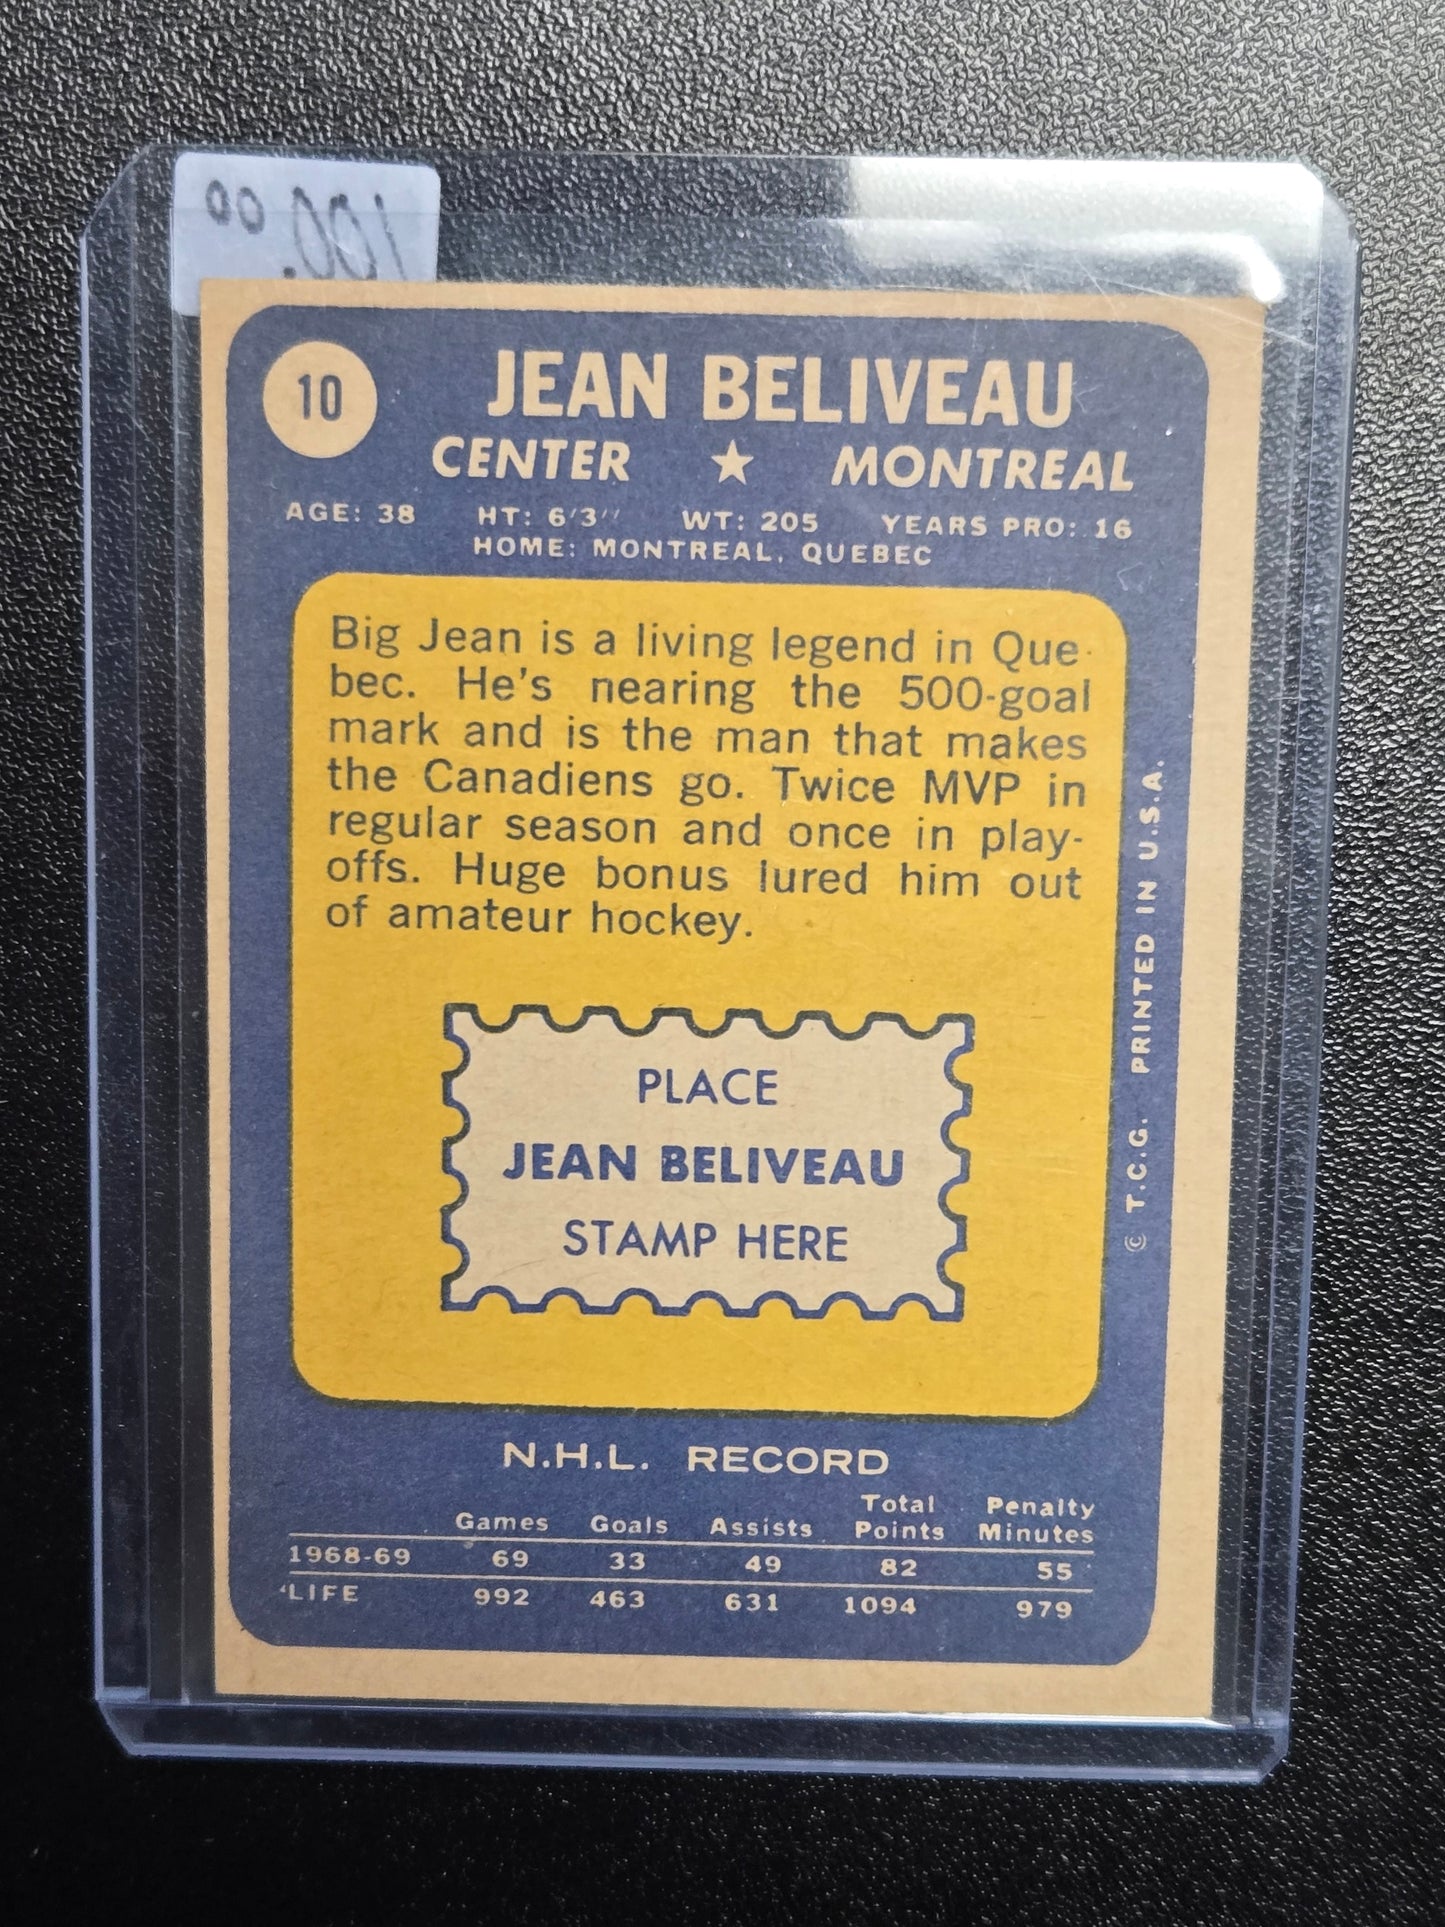 100.00
10
JEAN BELIVEAU
CENTER ★ MONTREAL
AGE: 38 HT: 6'3" WT: 205 YEARS PRO: 16
HOME: MONTREAL, QUEBEC
Big Jean is a living legend in Que-
bec. He's nearing the 500-goal
mark and is the man that makes
the Canadiens go. Twice MVP in
regular season and once in play-
offs. Huge bonus lured him out
of amateur hockey.
PLACE
JEAN BELIVEAU
STAMP HERE
© T.C.G. PRINTED IN U.S.A.
N.H.L. RECORD
Games Goals Assists Total Points Penalty Minutes
1968-69 69 33 49 82 55
'LIFE 992 463 631 1094 979